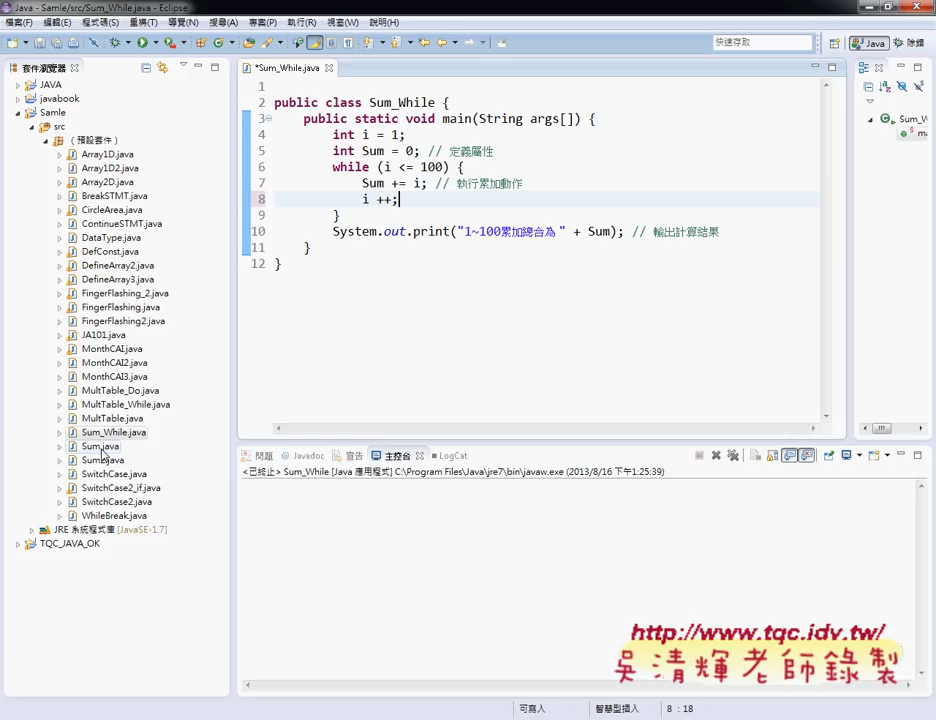 Java - Samle/src/Sum_While.java - Eclipse
檔案(F) 編輯(E) 程式碼(S) 重構(T) 導覽(N) 搜尋(A) 專案(P) 執行(R) 視窗(W) 說明(H)
快速存取 Java 除錯
套件瀏覽器
JAVA
javabook
Samle
src
(預設套件)
Array1D.java
Array1D2.java
Array2D.java
BreakSTMT.java
CircleArea.java
ContinueSTMT.java
DataType.java
DefConst.java
DefineArray2.java
DefineArray3.java
FingerFlashing_2.java
FingerFlashing.java
FingerFlashing2.java
JA101.java
MonthCAI.java
MonthCAI2.java
MonthCAI3.java
MultTable_Do.java
MultTable_While.java
MultTable.java
Sum_While.java
Sum.java
SwitchCase.java
SwitchCase2_if.java
SwitchCase2.java
WhileBreak.java
JRE 系統程式庫 [JavaSE-1.7]
TQC_JAVA_OK
*Sum_While.java
1
2 public class Sum_While {
3 public static void main(String args[]) {
4 int i = 1;
5 int Sum = 0; // 定義屬性
6 while (i <= 100) {
7 Sum += i; // 執行累加動作
8 i ++;
9 }
10 System.out.print("1~100累加總合為 " + Sum); // 輸出計算結果
11 }
12 }
Sum_W
m
問題 Javadoc 宣告 主控台 LogCat
<已終止> Sum_While [Java 應用程式] C:\Program Files\Java\jre7\bin\javaw.exe (2013/8/16 下午1:25:39)
http://www.tqc.idv.tw/
吳清輝老師錄製
可寫入 智慧型插入 8 : 18